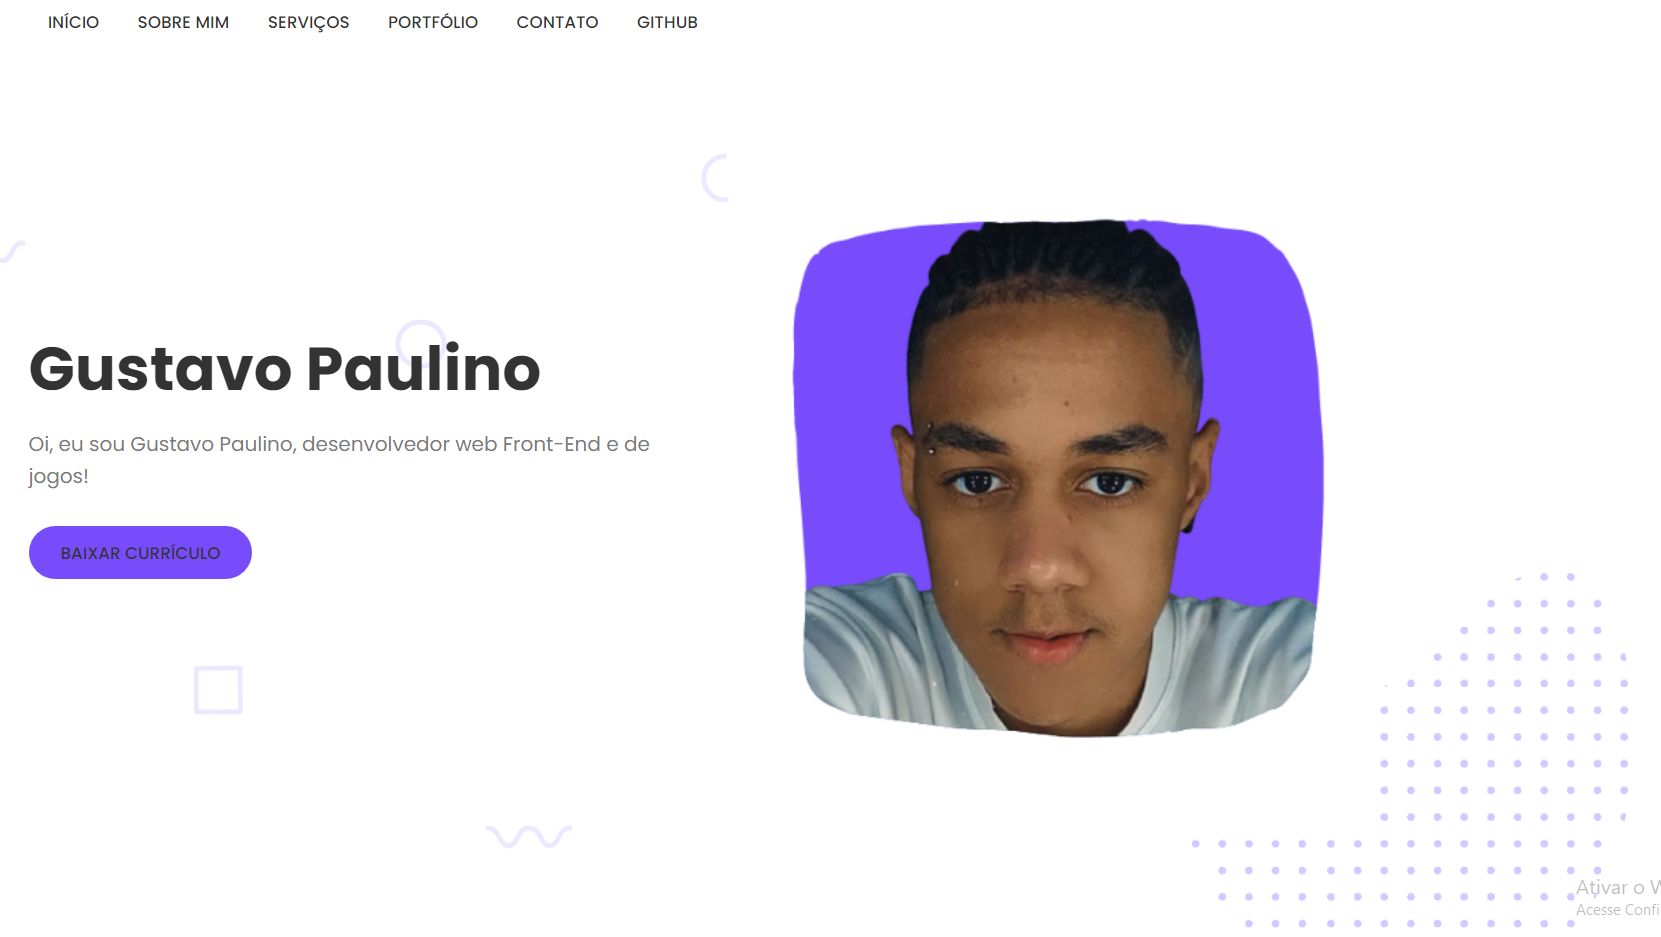 INÍCIO SOBRE MIM SERVIÇOS PORTFÓLIO CONTATO GITHUB
Gustavo Paulino
Oi, eu sou Gustavo Paulino, desenvolvedor web Front-End e de
jogos!
BAIXAR CURRÍCULO
Ativar o W
Acesse Confi